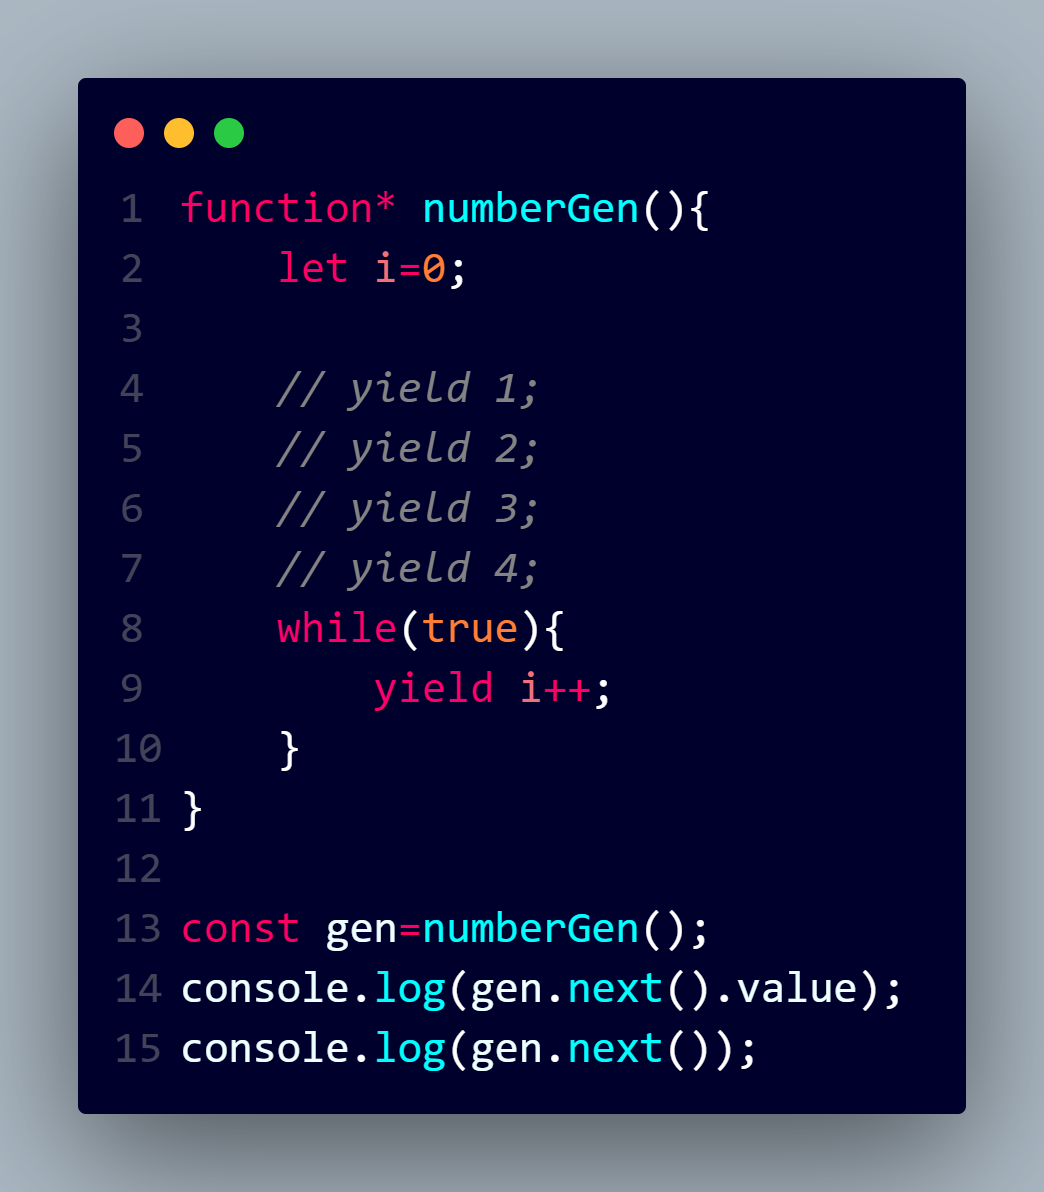 1 function* numberGen(){
2     let i=0;
3
4     // yield 1;
5     // yield 2;
6     // yield 3;
7     // yield 4;
8     while(true){
9         yield i++;
10     }
11 }
12
13 const gen=numberGen();
14 console.log(gen.next().value);
15 console.log(gen.next());